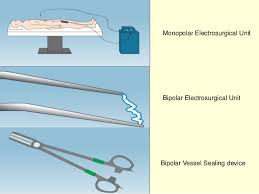 Monopolar Electrosurgical Unit
Bipolar Electrosurgical Unit
Bipolar Vessel Sealing device